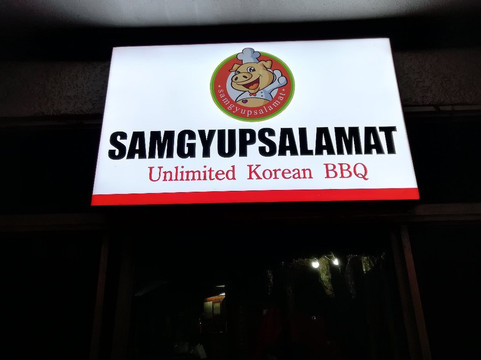 samgyupsalamat
SAMGYUPSALAMAT
Unlimited Korean BBQ